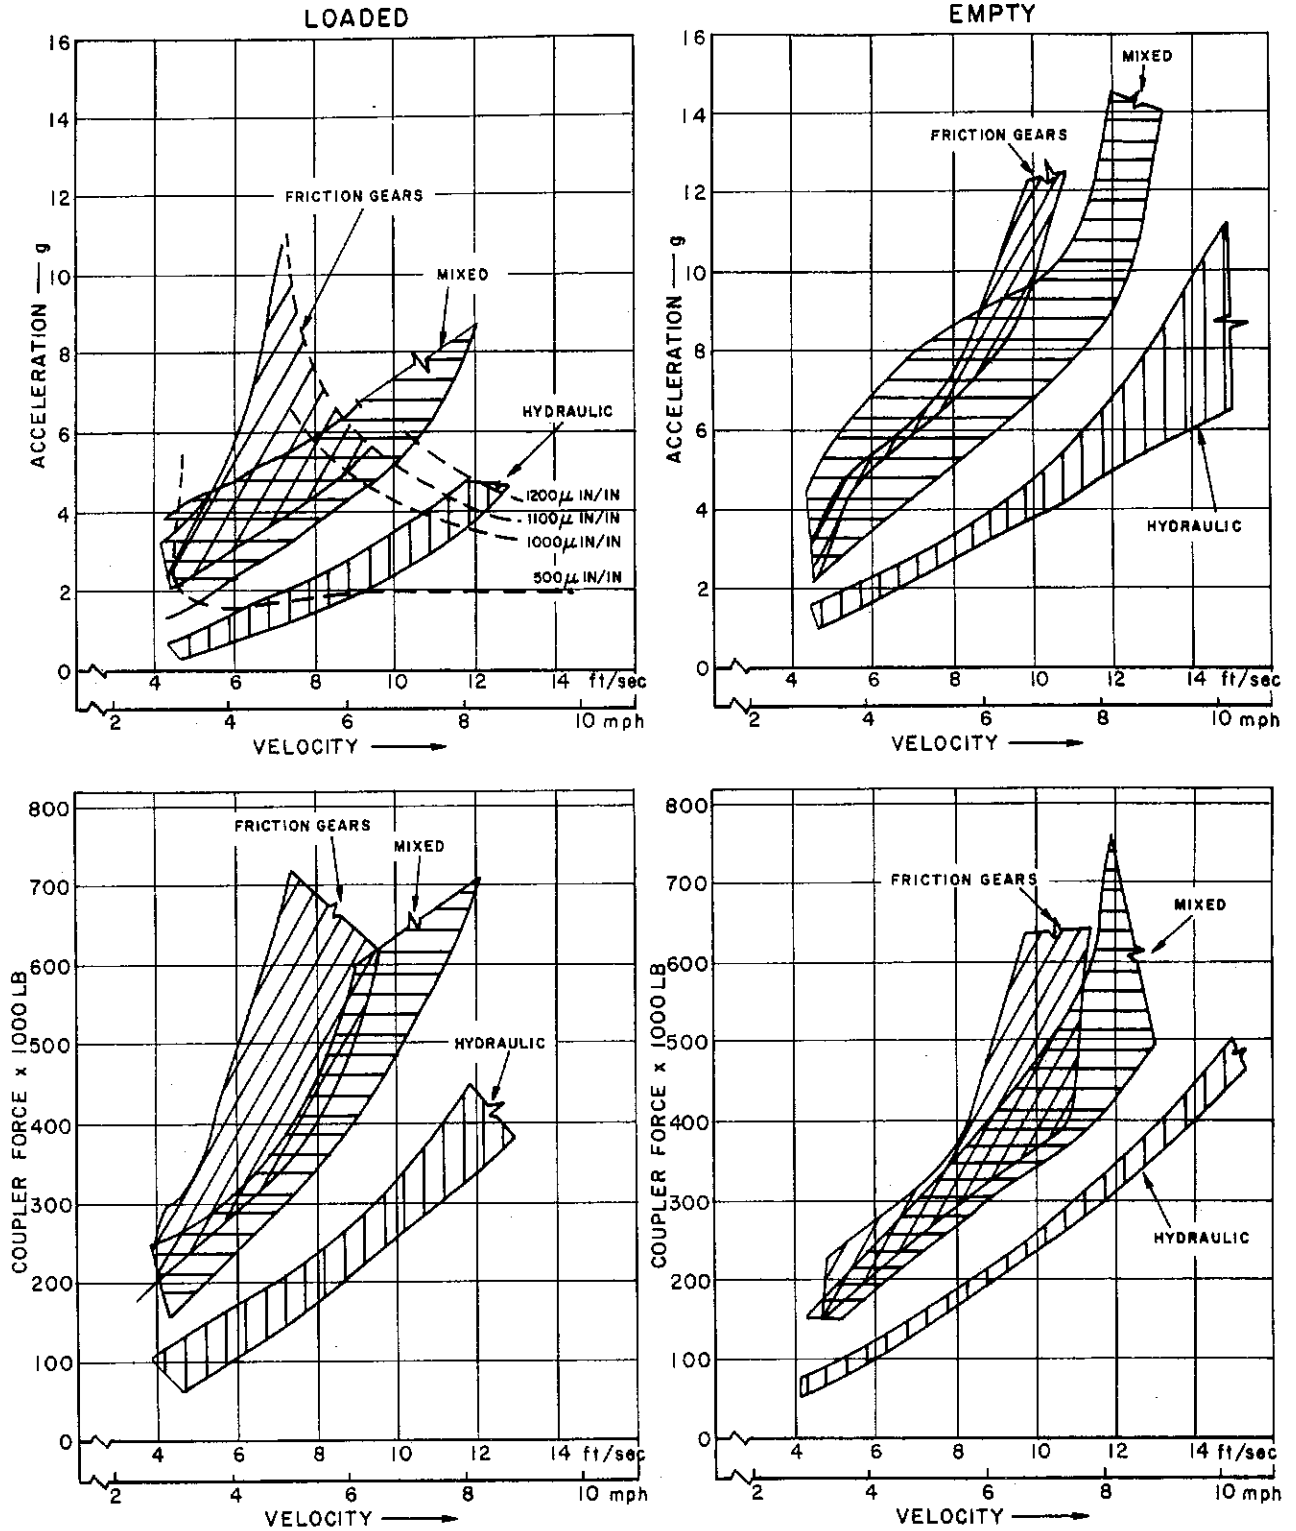 LOADED
16
14
12
10
8
6
4
2
0
ACCELERATION — g
FRICTION GEARS
MIXED
HYDRAULIC
1200μ IN/IN
1100μ IN/IN
1000μ IN/IN
500μ IN/IN
4 6 8 10 12 14 ft/sec
2 4 6 8 10 mph
VELOCITY
EMPTY
16
14
12
10
8
6
4
2
0
ACCELERATION — g
MIXED
FRICTION GEARS
HYDRAULIC
4 6 8 10 12 14 ft/sec
2 4 6 8 10 mph
VELOCITY
800
700
600
500
400
300
200
100
0
COUPLER FORCE x 1000 LB
FRICTION GEARS
MIXED
HYDRAULIC
4 6 8 10 12 14 ft/sec
2 4 6 8 10 mph
VELOCITY
800
700
600
500
400
300
200
100
0
COUPLER FORCE x 1000 LB
FRICTION GEARS
MIXED
HYDRAULIC
4 6 8 10 12 14 ft/sec
2 4 6 8 10 mph
VELOCITY